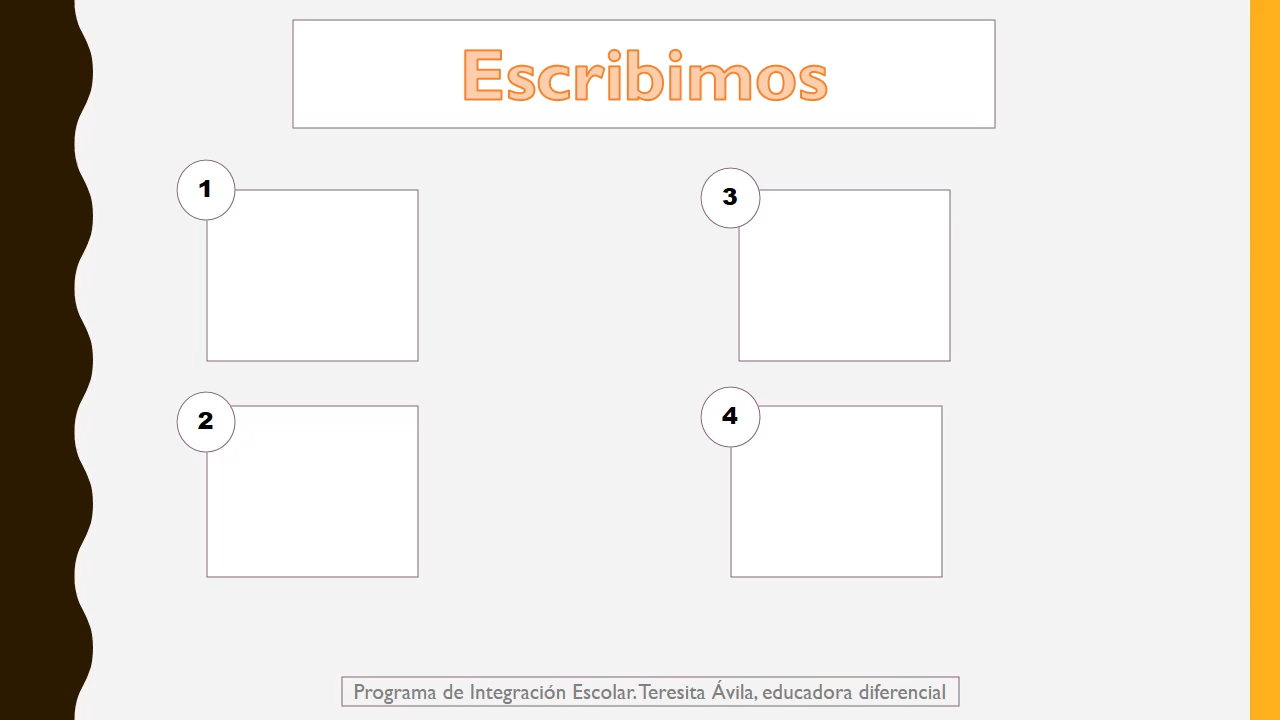 Escribimos
1
3
2
4
Programa de Integración Escolar. Teresita Ávila, educadora diferencial